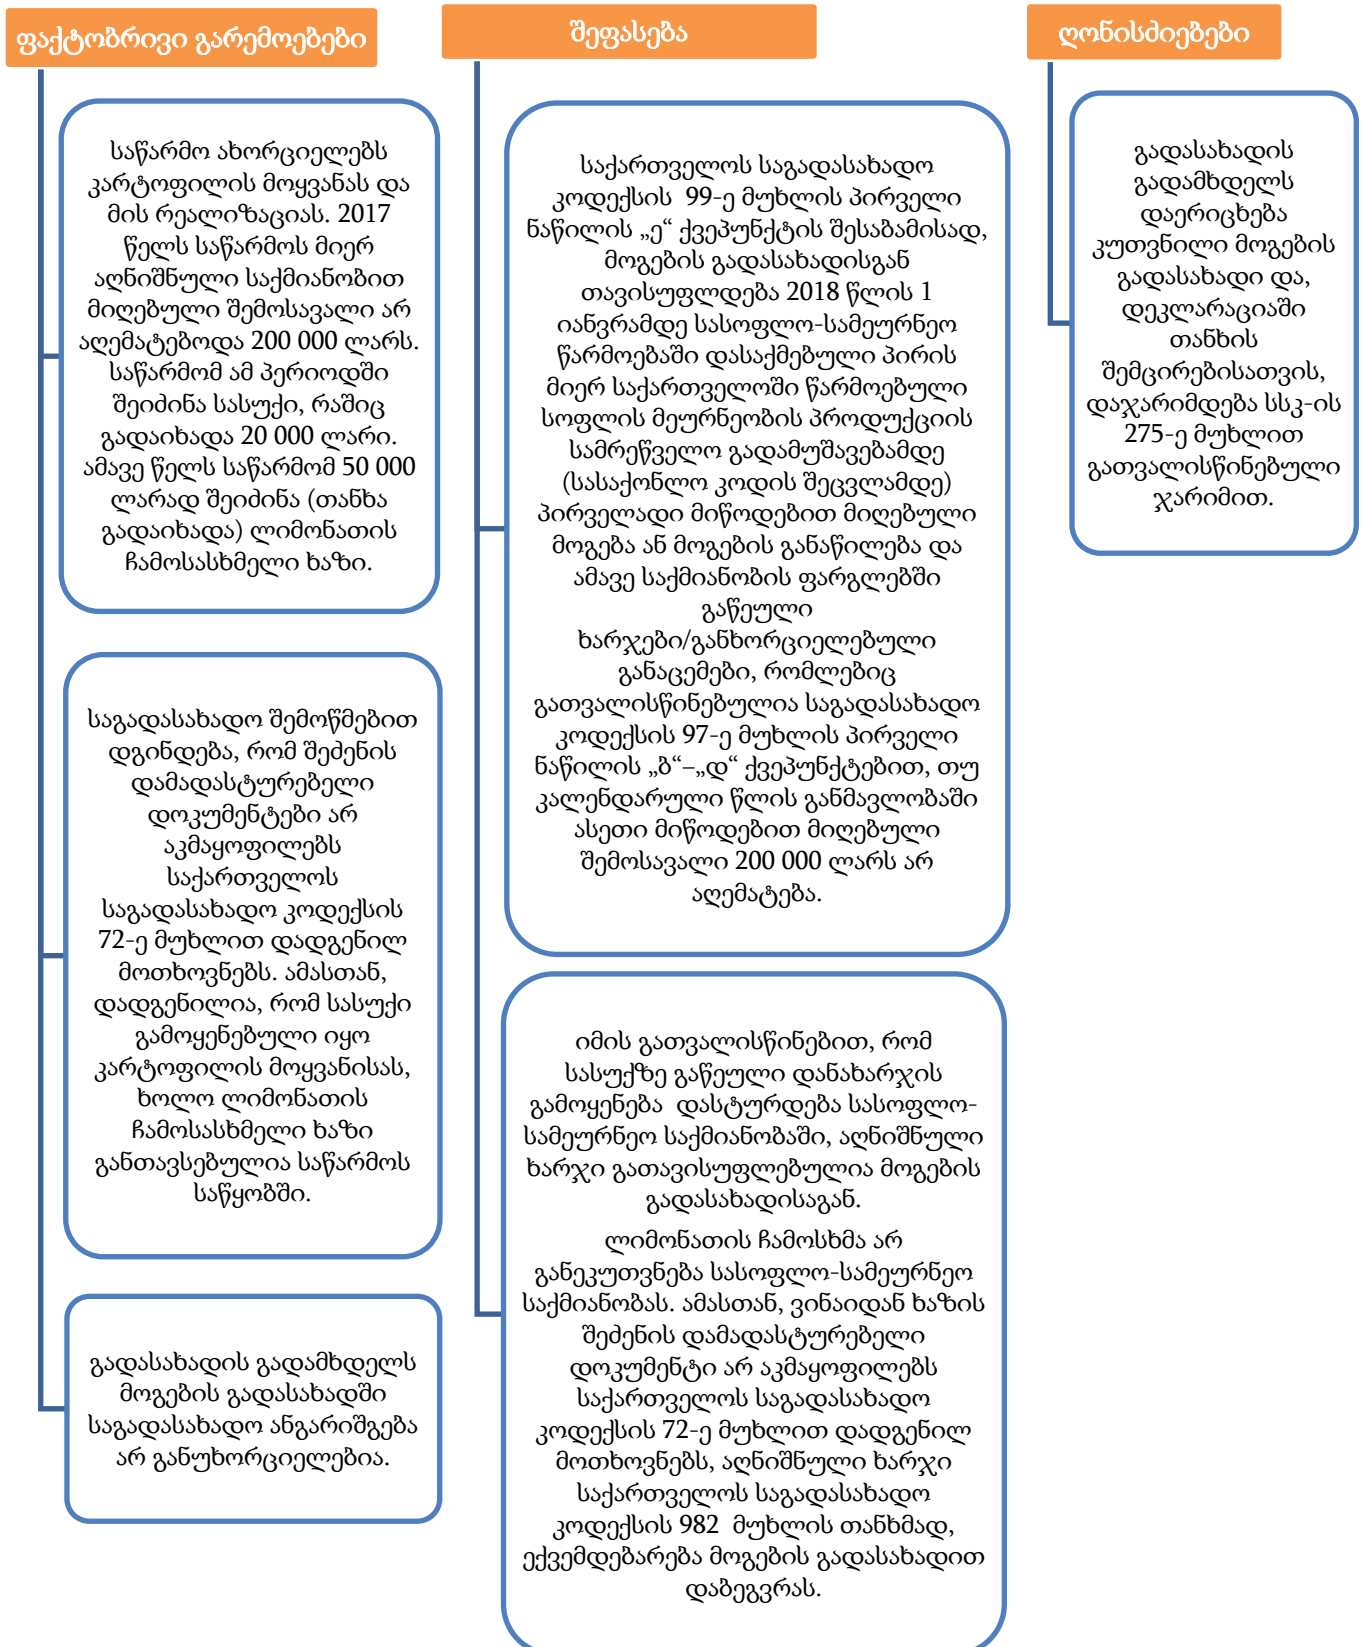 ფაქტობრივი გარემოებები
საწარმო ახორციელებს
კარტოფილის მოყვანას და
მის რეალიზაციას. 2017
წელს საწარმოს მიერ
აღნიშნული საქმიანობით
მიღებული შემოსავალი არ
აღემატებოდა 200 000 ლარს.
საწარმომ ამ პერიოდში
შეიძინა სასუქი, რაშიც
გადაიხადა 20 000 ლარი.
ამავე წელს საწარმომ 50 000
ლარად შეიძინა (თანხა
გადაიხადა) ლიმონათის
ჩამოსასხმელი ხაზი.
საგადასახადო შემოწმებით
დგინდება, რომ შეძენის
დამადასტურებელი
დოკუმენტები არ
აკმაყოფილებს
საქართველოს
საგადასახადო კოდექსის
72-ე მუხლით დადგენილ
მოთხოვნებს. ამასთან,
დადგენილია, რომ სასუქი
გამოყენებული იყო
კარტოფილის მოყვანისას,
ხოლო ლიმონათის
ჩამოსასხმელი ხაზი
განთავსებულია საწარმოს
საწყობში.
გადასახადის გადამხდელს
მოგების გადასახადში
საგადასახადო ანგარიშგება
არ განუხორციელებია.
შეფასება
საქართველოს საგადასახადო
კოდექსის 99-ე მუხლის პირველი
ნაწილის „ე“ ქვეპუნქტის შესაბამისად,
მოგების გადასახადისგან
თავისუფლდება 2018 წლის 1
იანვრამდე სასოფლო-სამეურნეო
წარმოებაში დასაქმებული პირის
მიერ საქართველოში წარმოებული
სოფლის მეურნეობის პროდუქციის
სამრეწველო გადამუშავებამდე
(სასაქონლო კოდის შეცვლამდე)
პირველადი მიწოდებით მიღებული
მოგება ან მოგების განაწილება და
ამავე საქმიანობის ფარგლებში
გაწეული
ხარჯები/განხორციელებული
განაცემები, რომლებიც
გათვალისწინებულია საგადასახადო
კოდექსის 97-ე მუხლის პირველი
ნაწილის „ბ“–„დ“ ქვეპუნქტებით, თუ
კალენდარული წლის განმავლობაში
ასეთი მიწოდებით მიღებული
შემოსავალი 200 000 ლარს არ
აღემატება.
იმის გათვალისწინებით, რომ
სასუქზე გაწეული დანახარჯის
გამოყენება დასტურდება სასოფლო-
სამეურნეო საქმიანობაში, აღნიშნული
ხარჯი გათავისუფლებულია მოგების
გადასახადისაგან.
ლიმონათის ჩამოსხმა არ
განეკუთვნება სასოფლო-სამეურნეო
საქმიანობას. ამასთან, ვინაიდან ხაზის
შეძენის დამადასტურებელი
დოკუმენტი არ აკმაყოფილებს
საქართველოს საგადასახადო
კოდექსის 72-ე მუხლით დადგენილ
მოთხოვნებს, აღნიშნული ხარჯი
საქართველოს საგადასახადო
კოდექსის 982 მუხლის თანხმად,
ექვემდებარება მოგების გადასახადით
დაბეგვრას.
ღონისძიებები
გადასახადის
გადამხდელს
დაერიცხება
კუთვნილი მოგების
გადასახადი და,
დეკლარაციაში
თანხის
შემცირებისათვის,
დაჯარიმდება სსკ-ის
275-ე მუხლით
გათვალისწინებული
ჯარიმით.